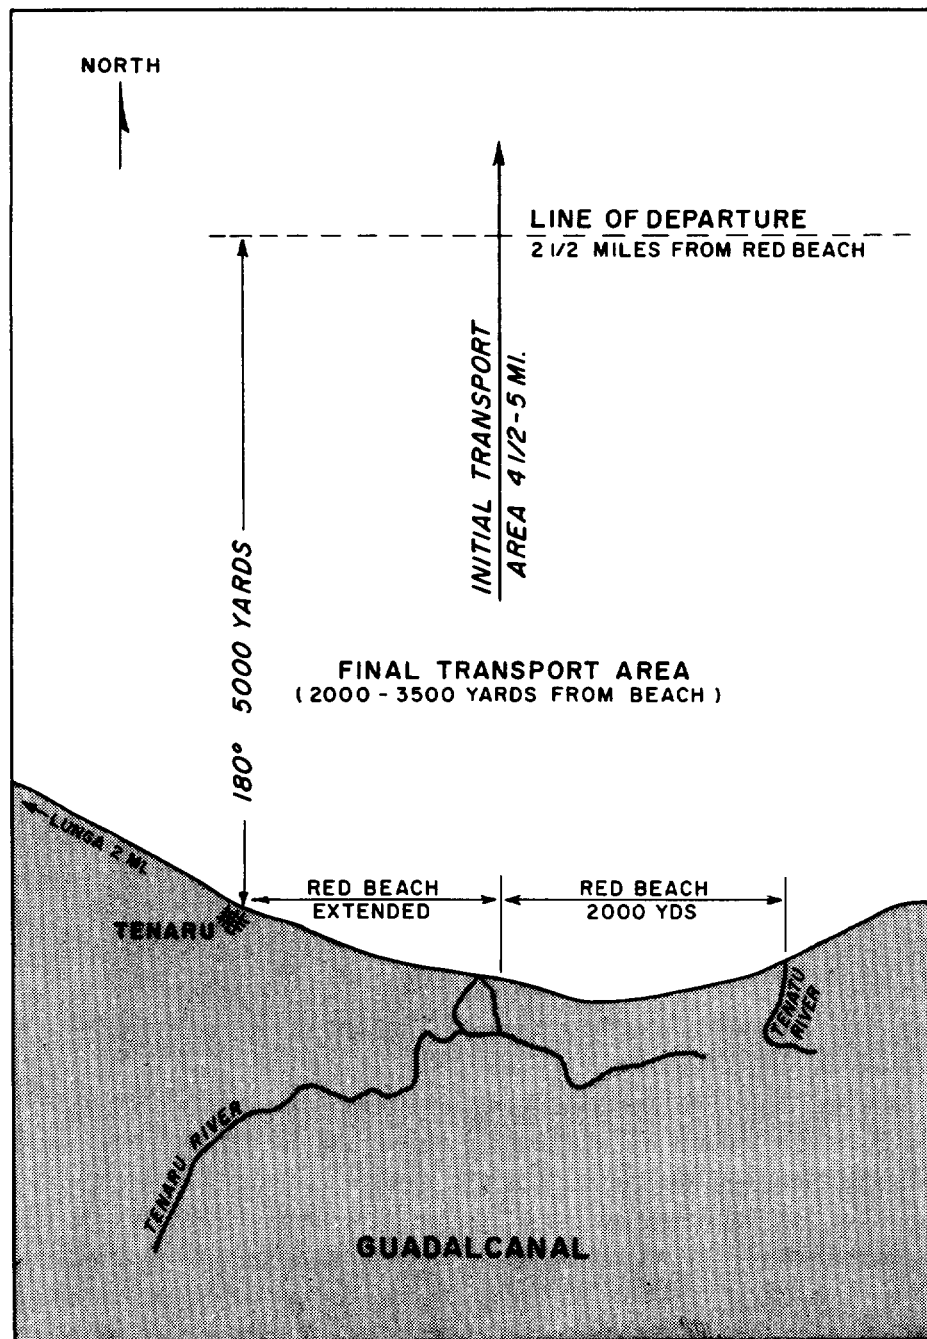 NORTH
LINE OF DEPARTURE
2 1/2 MILES FROM RED BEACH
INITIAL TRANSPORT
AREA 4 1/2-5 MI.
180° 5000 YARDS
FINAL TRANSPORT AREA
(2000-3500 YARDS FROM BEACH)
LUNGA 2 MI.
RED BEACH
EXTENDED
RED BEACH
2000 YDS
TENARU
TENATU
RIVER
TENARU RIVER
GUADALCANAL